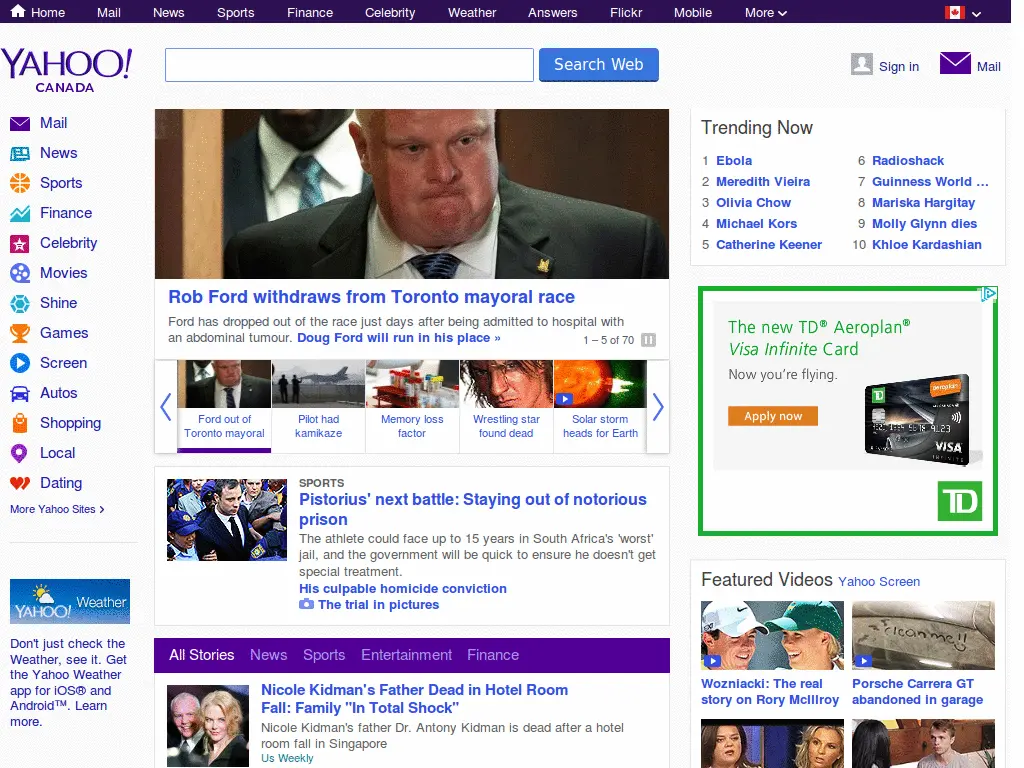 Home Mail News Sports Finance Celebrity Weather Answers Flickr Mobile More
YAHOO!
CANADA
Search Web
Sign in
Mail
Mail
News
Sports
Finance
Celebrity
Movies
Shine
Games
Screen
Autos
Shopping
Local
Dating
More Yahoo Sites
YAHOO! Weather
Don't just check the
Weather, see it. Get
the Yahoo Weather
app for iOS® and
Android™. Learn
more.
Rob Ford withdraws from Toronto mayoral race
Ford has dropped out of the race just days after being admitted to hospital with
an abdominal tumour. Doug Ford will run in his place »
1 – 5 of 70
Ford out of
Toronto mayoral
Pilot had
kamikaze
Memory loss
factor
Wrestling star
found dead
Solar storm
heads for Earth
SPORTS
Pistorius' next battle: Staying out of notorious
prison
The athlete could face up to 15 years in South Africa's 'worst'
jail, and the government will be quick to ensure he doesn't get
special treatment.
His culpable homicide conviction
The trial in pictures
All Stories News Sports Entertainment Finance
Nicole Kidman's Father Dead in Hotel Room
Fall: Family "In Total Shock"
Nicole Kidman's father Dr. Antony Kidman is dead after a hotel
room fall in Singapore
Us Weekly
Trending Now
1 Ebola
2 Meredith Vieira
3 Olivia Chow
4 Michael Kors
5 Catherine Keener
6 Radioshack
7 Guinness World ...
8 Mariska Hargitay
9 Molly Glynn dies
10 Khloe Kardashian
The new TD® Aeroplan®
Visa Infinite Card
Now you're flying.
Apply now
TD
aeroplan
VISA
INFINITE
TD
Featured Videos Yahoo Screen
clean me!!
Wozniacki: The real
story on Rory McIlroy
Porsche Carrera GT
abandoned in garage